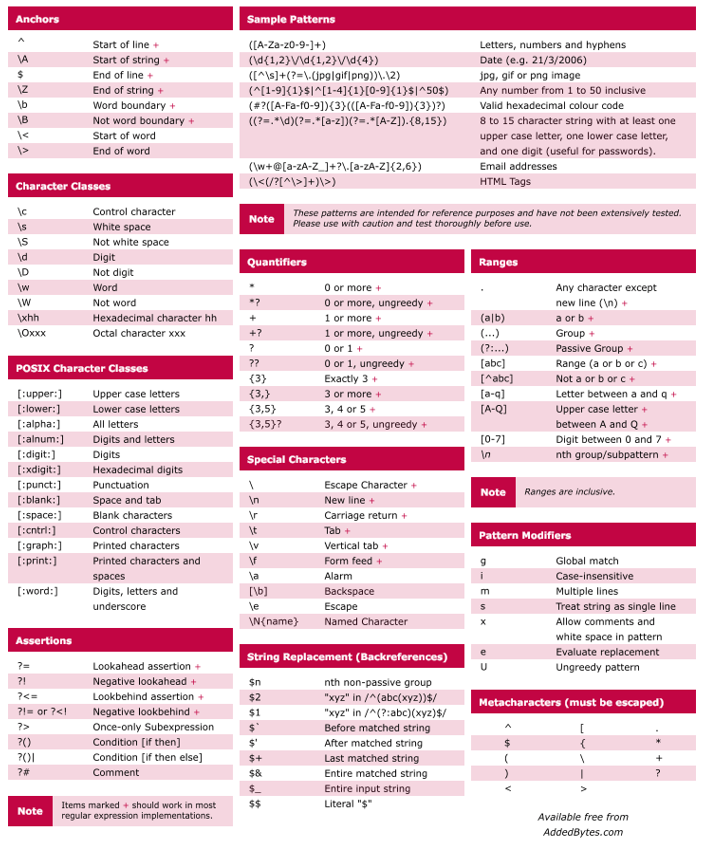 Anchors
^ Start of line +
\A Start of string +
$ End of line +
\Z End of string +
\b Word boundary +
\B Not word boundary +
\< Start of word
\> End of word
Character Classes
\c Control character
\s White space
\S Not white space
\d Digit
\D Not digit
\w Word
\W Not word
\xhh Hexadecimal character hh
\Oxxx Octal character xxx
POSIX Character Classes
[:upper:] Upper case letters
[:lower:] Lower case letters
[:alpha:] All letters
[:alnum:] Digits and letters
[:digit:] Digits
[:xdigit:] Hexadecimal digits
[:punct:] Punctuation
[:blank:] Space and tab
[:space:] Blank characters
[:cntrl:] Control characters
[:graph:] Printed characters
[:print:] Printed characters and
spaces
[:word:] Digits, letters and
underscore
Assertions
?= Lookahead assertion +
?! Negative lookahead +
?<= Lookbehind assertion +
?!= or ?<! Negative lookbehind +
?> Once-only Subexpression
?() Condition [if then]
?()| Condition [if then else]
?# Comment
Note
Items marked + should work in most
regular expression implementations.
Sample Patterns
([A-Za-z0-9-]+) Letters, numbers and hyphens
(\d{1,2}\/\d{1,2}\/\d{4}) Date (e.g. 21/3/2006)
([^\s]+(?=\.(jpg|gif|png))\.\2) jpg, gif or png image
(^[1-9]{1}$|^[1-4]{1}[0-9]{1}$|^50$) Any number from 1 to 50 inclusive
(#?([A-Fa-f0-9]){3}(([A-Fa-f0-9]){3})?) Valid hexadecimal colour code
((?=.*\d)(?=.*[a-z])(?=.*[A-Z]).{8,15}) 8 to 15 character string with at least one
upper case letter, one lower case letter,
and one digit (useful for passwords).
(\w+@[a-zA-Z_]+?\.[a-zA-Z]{2,6}) Email addresses
(\<(/?[^\>]+)\>) HTML Tags
Note
These patterns are intended for reference purposes and have not been extensively tested.
Please use with caution and test thoroughly before use.
Quantifiers
* 0 or more +
*? 0 or more, ungreedy +
+ 1 or more +
+? 1 or more, ungreedy +
? 0 or 1 +
?? 0 or 1, ungreedy +
{3} Exactly 3 +
{3,} 3 or more +
{3,5} 3, 4 or 5 +
{3,5}? 3, 4 or 5, ungreedy +
Special Characters
\ Escape Character +
\n New line +
\r Carriage return +
\t Tab +
\v Vertical tab +
\f Form feed +
\a Alarm
[\b] Backspace
\e Escape
\N{name} Named Character
String Replacement (Backreferences)
$n nth non-passive group
$2 "xyz" in /^(abc(xyz))$/
$1 "xyz" in /^(?:abc)(xyz)$/
$` Before matched string
$' After matched string
$+ Last matched string
$& Entire matched string
$_ Entire input string
$$ Literal "$"
Ranges
. Any character except
new line (\n) +
(a|b) a or b +
(...) Group +
(?:...) Passive Group +
[abc] Range (a or b or c) +
[^abc] Not a or b or c +
[a-q] Letter between a and q +
[A-Q] Upper case letter +
between A and Q +
[0-7] Digit between 0 and 7 +
\n nth group/subpattern +
Note
Ranges are inclusive.
Pattern Modifiers
g Global match
i Case-insensitive
m Multiple lines
s Treat string as single line
x Allow comments and
white space in pattern
e Evaluate replacement
U Ungreedy pattern
Metacharacters (must be escaped)
^ [ .
$ { *
( \ +
) | ?
< >
Available free from
AddedBytes.com